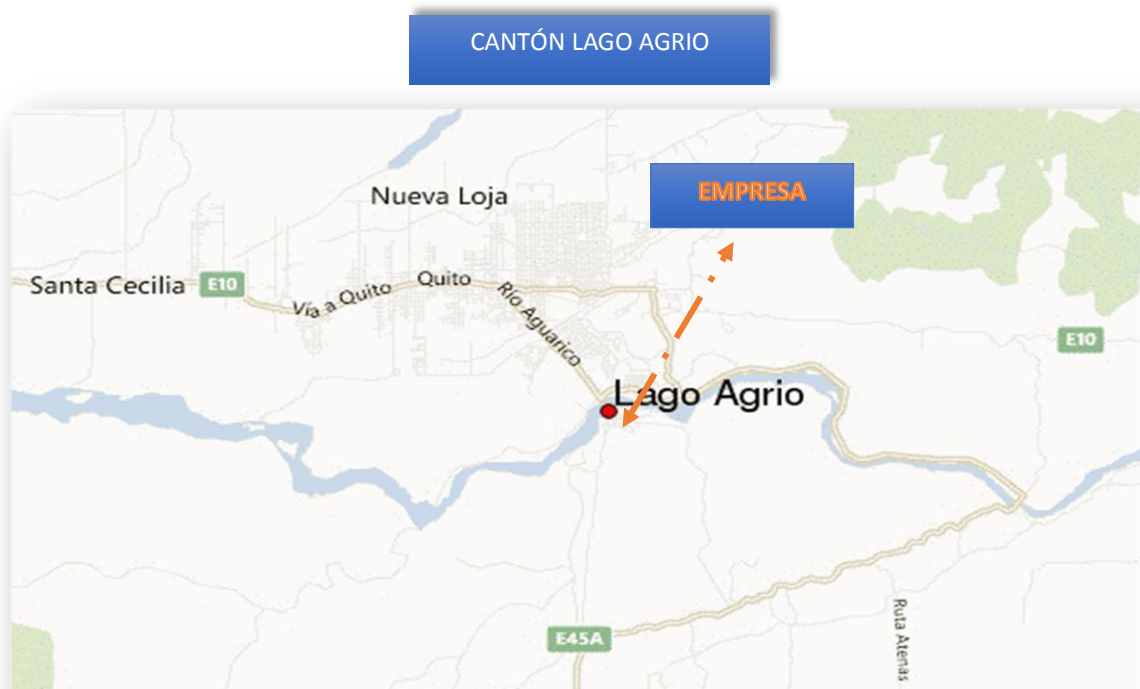 CANTÓN LAGO AGRIO
Nueva Loja
EMPRESA
Santa Cecilia
E10
Vía a Quito
Quito
Río Aguarico
E10
Lago Agrio
E45A
Ruta Atenas